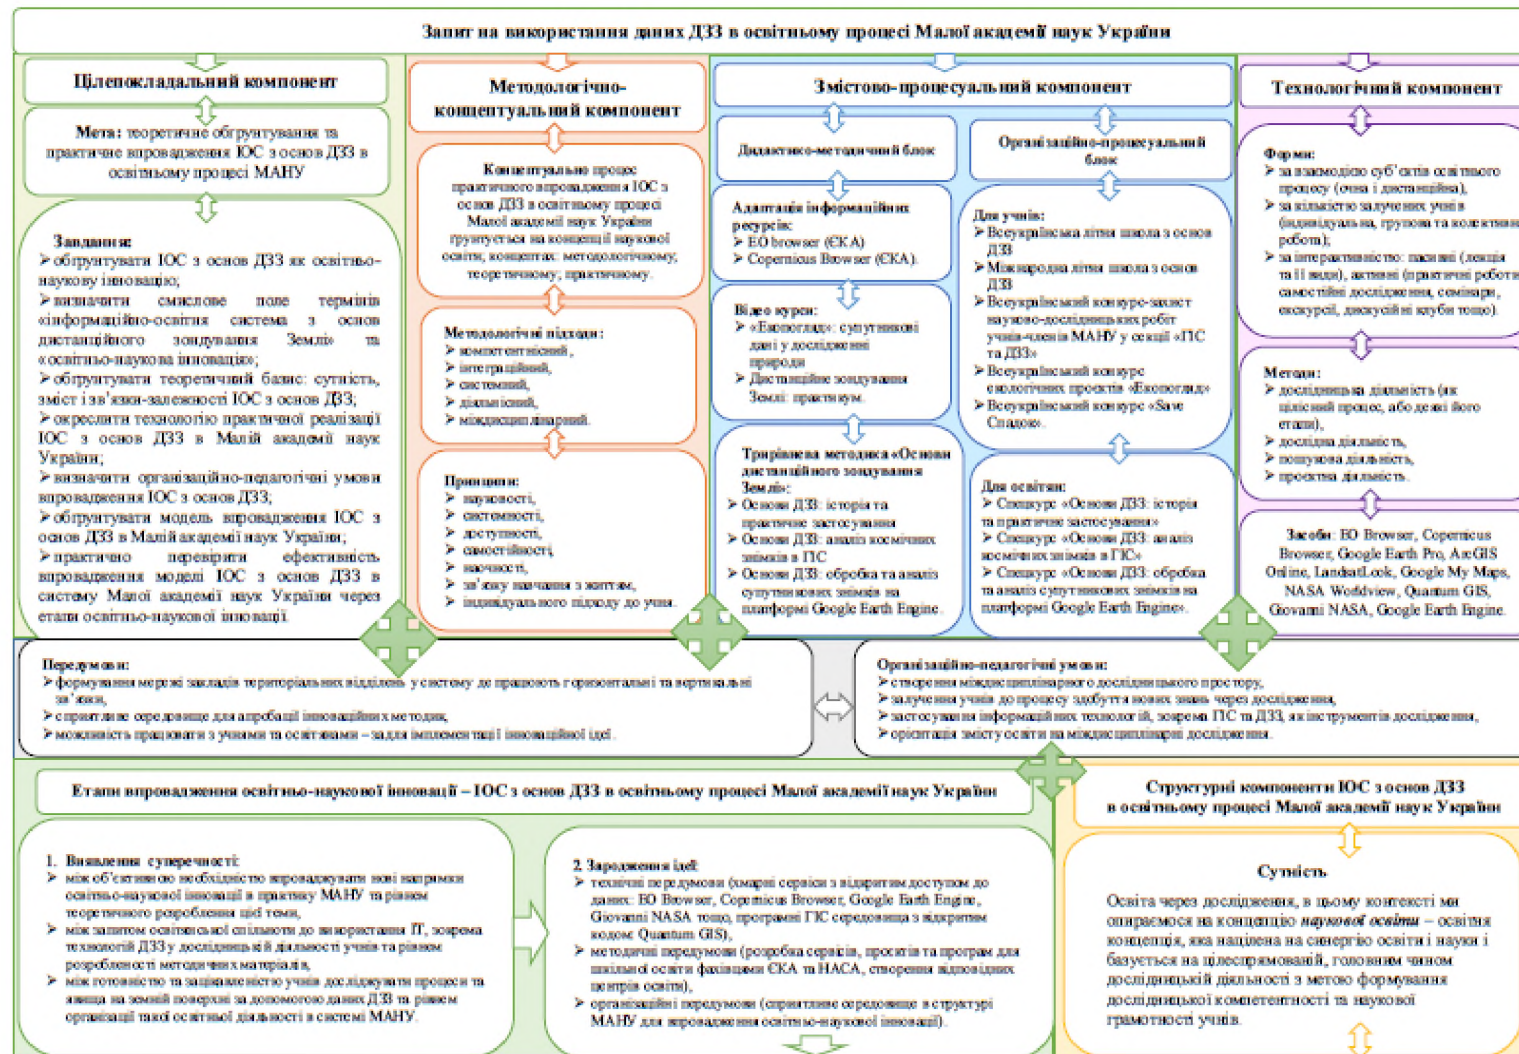 Запит на використання даних ДЗЗ в освітньому процесі Малої академії наук України
Цілепокладальний компонент
Мета: теоретичне обґрунтування та
практичне впровадження ІОС з основ ДЗЗ в
освітньому процесі МАНУ
Завдання:
➢обґрунтувати ІОС з основ ДЗЗ як освітньо-
наукову інновацію;
➢визначити смислове поле термінів
«інформаційно-освітня система з основ
дистанційного зондування Землі» та
«освітньо-наукова інновація»;
➢обґрунтувати теоретичний базис: сутність,
зміст і зв’язки-залежності ІОС з основ ДЗЗ;
➢окреслити технологію практичної реалізації
ІОС з основ ДЗЗ в Малій академії наук
України;
➢визначити організаційно-педагогічні умови
впровадження ІОС з основ ДЗЗ;
➢обґрунтувати модель впровадження ІОС з
основ ДЗЗ в Малій академії наук України;
➢практично перевірити ефективність
впровадження моделі ІОС з основ ДЗЗ в
систему Малої академії наук України через
етапи освітньо-наукової інновації.
Методологічно-
концептуальний компонент
Концептуально процес
практичного впровадження ІОС з
основ ДЗЗ в освітньому процесі
Малої академії наук України
ґрунтується на концепції наукової
освіти; концептах: методологічному;
теоретичному; практичному.
Методологічні підходи:
➢ компетентнісний,
➢ інтеграційний,
➢ системний,
➢ діяльнісний,
➢ міждисциплінарний.
Принципи:
➢ науковості,
➢ системності,
➢ доступності,
➢ самостійності,
➢ наочності,
➢ зв’язку навчання з життям,
➢ індивідуального підходу до учня.
Змістово-процесуальний компонент
Дидактико-методичний блок
Адаптація інформаційних
ресурсів:
➢ EO browser (ЄКА)
➢ Copernicus Browser (ЄКА).
Відео курси:
➢ «Екопогляд»: супутникові
дані у дослідженні
природи
➢ Дистанційне зондування
Землі: практикум.
Трирівнева методика «Основи
дистанційного зондування
Землі»:
➢ Основи ДЗЗ: історія та
практичне застосування
➢ Основи ДЗЗ: аналіз космічних
знімків в ГІС
➢ Основи ДЗЗ: обробка та аналіз
супутникових знімків на
платформі Google Earth Engine.
Організаційно-процесуальний
блок
Для учнів:
➢ Всеукраїнська літня школа з основ
ДЗЗ
➢ Міжнародна літня школа з основ
ДЗЗ
➢ Всеукраїнський конкурс-захист
науково-дослідницьких робіт
учнів-членів МАНУ у секції «ГІС
та ДЗЗ»
➢ Всеукраїнський конкурс
екологічних проєктів «Екопогляд»
➢ Всеукраїнський конкурс «Save
Спадок».
Для освітян:
➢ Спецкурс «Основи ДЗЗ: історія
та практичне застосування»
➢ Спецкурс «Основи ДЗЗ: аналіз
космічних знімків в ГІС»
➢ Спецкурс «Основи ДЗЗ: обробка
та аналіз супутникових знімків на
платформі Google Earth Engine».
Технологічний компонент
Форми:
➢ за взаємодією суб’єктів освітнього
процесу (очна і дистанційна),
➢ за кількістю залучених учнів
(індивідуальна, групова та колективна
робота);
➢ за інтерактивністю: пасивні (лекція
та її види), активні (практичні роботи
самостійні дослідження, семінари,
екскурсії, дискусійні клуби тощо).
Методи:
➢ дослідницька діяльність (як
цілісний процес, або деякі його
етапи),
➢ дослідна діяльність,
➢ пошукова діяльність,
➢ проєктна діяльність.
Засоби: EO Browser, Copernicus
Browser, Google Earth Pro, ArcGIS
Online, LandsatLook, Google My Maps,
NASA Worldview, Quantum GIS,
Giovanni NASA, Google Earth Engine.
Передумови:
➢формування мережі закладів територіальних відділень у систему де працюють горизонтальні та вертикальні
зв’язки,
➢сприятливе середовище для апробації інноваційних методик,
➢можливість працювати з учнями та освітянами – задля імплементації інноваційної ідеї.
Організаційно-педагогічні умови:
➢створення міждисциплінарного дослідницького простору,
➢залучення учнів до процесу здобуття нових знань через дослідження,
➢застосування інформаційних технологій, зокрема ГІС та ДЗЗ, як інструментів дослідження,
➢орієнтація змісту освіти на міждисциплінарні дослідження.
Етапи впровадження освітньо-наукової інновації – ІОС з основ ДЗЗ в освітньому процесі Малої академії наук України
1. Виявлення суперечності:
➢ між об’єктивною необхідністю впроваджувати нові напрямки
освітньо-наукової інновації в практику МАНУ та рівнем
теоретичного розроблення цієї теми,
➢ між запитом освітянської спільноти до використання ІТ, зокрема
технологій ДЗЗ у дослідницькій діяльності учнів та рівнем
розробленості методичних матеріалів,
➢ між готовністю та зацікавленістю учнів досліджувати процеси та
явища на земній поверхні за допомогою даних ДЗЗ та рівнем
організації такої освітньої діяльності в системі МАНУ.
2. Зародження ідеї:
➢ технічні передумови (хмарні сервіси з відкритим доступом до
даних: EO Browser, Copernicus Browser, Google Earth Engine,
Giovanni NASA тощо, програмні ГІС середовища з відкритим
кодом: Quantum GIS),
➢ методичні передумови (розробка сервісів, проєктів та програм для
шкільної освіти фахівцями ЄКА та НАСА, створення відповідних
центрів освіти),
➢ організаційні передумови (сприятливе середовище в структурі
МАНУ для впровадження освітньо-наукової інновації).
Структурні компоненти ІОС з основ ДЗЗ
в освітньому процесі Малої академії наук України
Сутність
Освіта через дослідження, в цьому контексті ми
опираємося на концепцію наукової освіти – освітня
концепція, яка націлена на синергію освіти і науки і
базується на цілеспрямованій, головним чином
дослідницькій діяльності з метою формування
дослідницької компетентності та наукової
грамотності учнів.